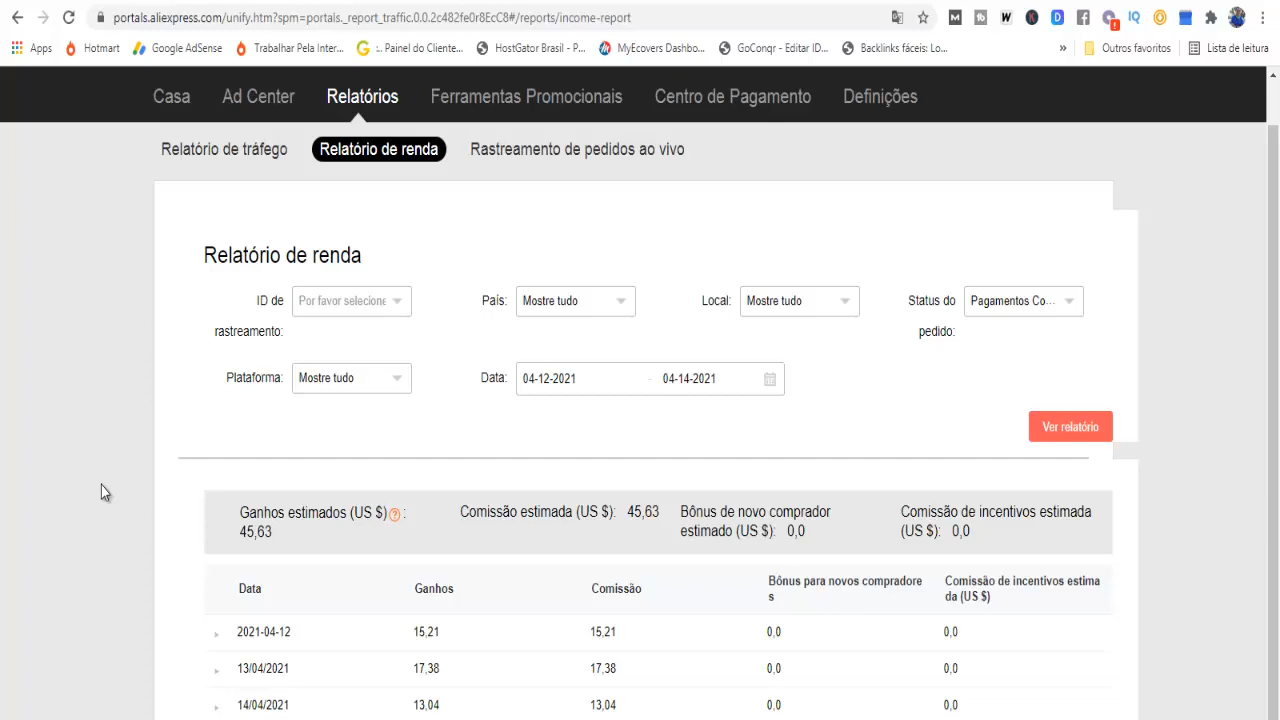 portals.aliexpress.com/unify.htm?spm=portals._report_traffic.0.0.2c482fe0r8EcC8#/reports/income-report
Apps Hotmart Google AdSense Trabalhar Pela Inter... :.. Painel do Cliente... HostGator Brasil - P... MyEcovers Dashbo... GoConqr - Editar ID... Backlinks fáceis: Lo... » Outros favoritos Lista de leitura
Casa Ad Center Relatórios Ferramentas Promocionais Centro de Pagamento Definições
Relatório de tráfego Relatório de renda Rastreamento de pedidos ao vivo
Relatório de renda
ID de rastreamento: Por favor selecione País: Mostre tudo Local: Mostre tudo Status do pedido: Pagamentos Co...
Plataforma: Mostre tudo Data: 04-12-2021 - 04-14-2021
Ver relatório
Ganhos estimados (US $) ? : 45,63 Comissão estimada (US $): 45,63 Bônus de novo comprador estimado (US $): 0,0 Comissão de incentivos estimada (US $): 0,0
Data Ganhos Comissão Bônus para novos compradores Comissão de incentivos estimada (US $)
2021-04-12 15,21 15,21 0,0 0,0
13/04/2021 17,38 17,38 0,0 0,0
14/04/2021 13,04 13,04 0,0 0,0